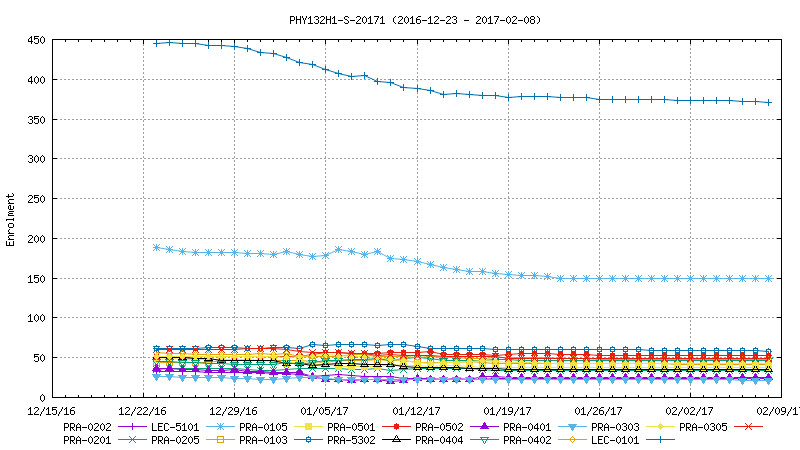 PHY132H1-S-20171 (2016-12-23 - 2017-02-08)
450
400
350
300
250
200
150
100
50
0
Enrolment
12/15/16 12/22/16 12/29/16 01/05/17 01/12/17 01/19/17 01/26/17 02/02/17 02/09/17
PRA-0202 LEC-5101 PRA-0105 PRA-0501 PRA-0502 PRA-0401 PRA-0303 PRA-0305
PRA-0201 PRA-0205 PRA-0103 PRA-5302 PRA-0404 PRA-0402 LEC-0101